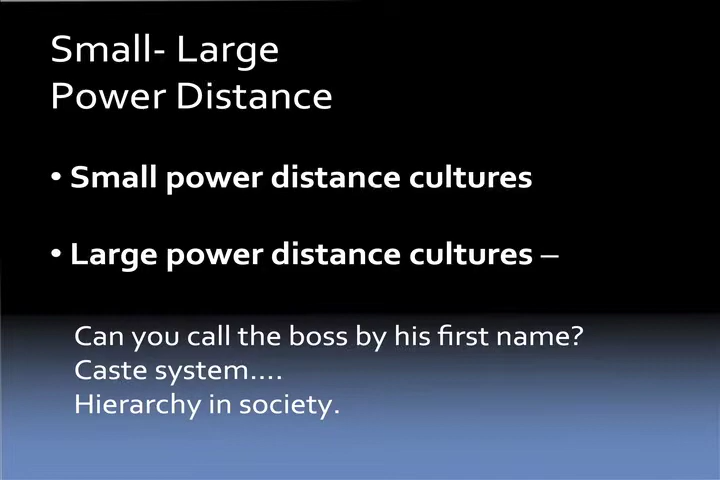 Small- Large
Power Distance
• Small power distance cultures
• Large power distance cultures –
Can you call the boss by his first name?
Caste system....
Hierarchy in society.